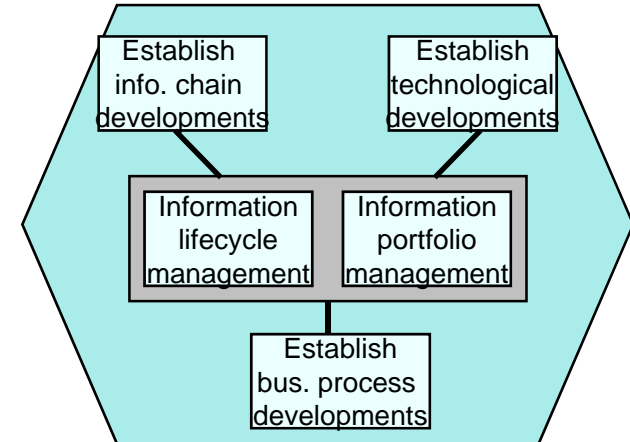 Establish
info. chain
developments
Establish
technological
developments
Information
lifecycle
management
Information
portfolio
management
Establish
bus. process
developments